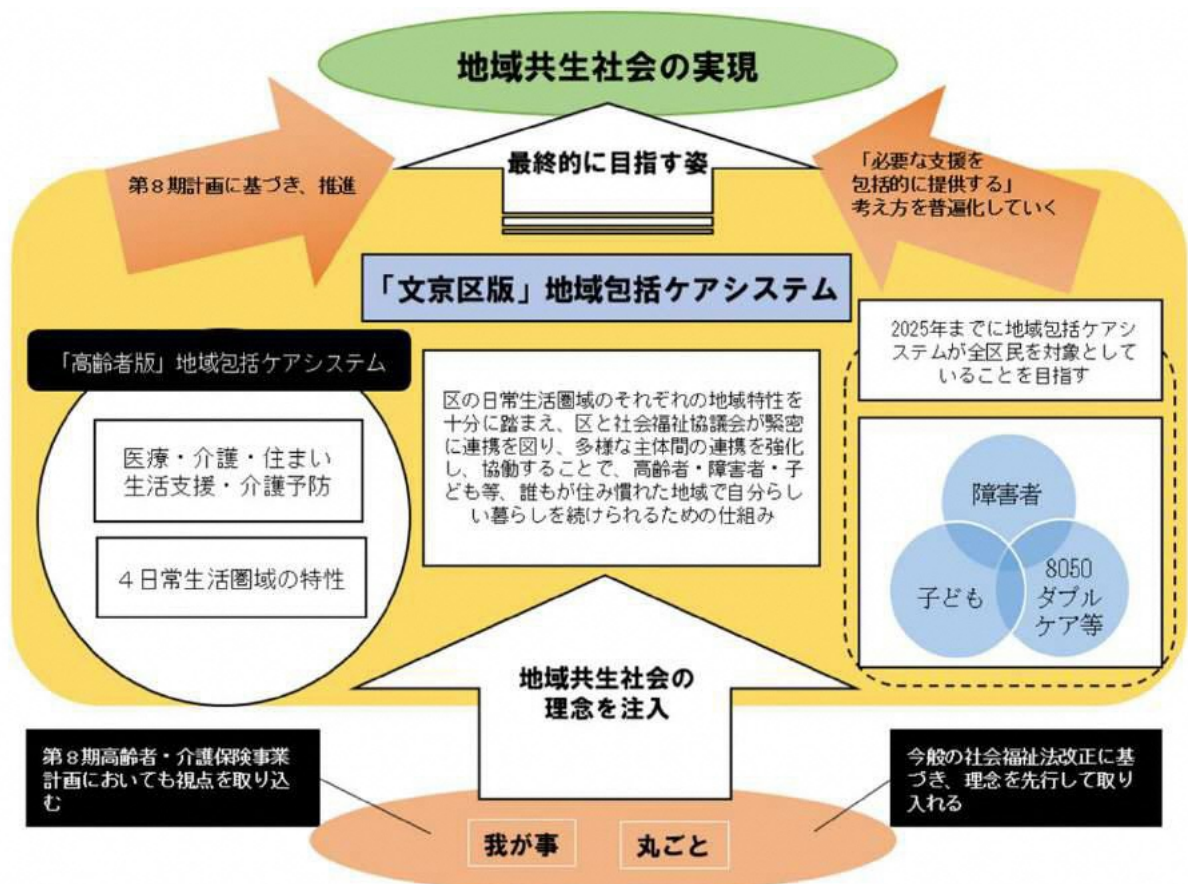 地域共生社会の実現
最終的に目指す姿
第８期計画に基づき、推進
「必要な支援を
包括的に提供する」
考え方を普遍化していく
「文京区版」地域包括ケアシステム
「高齢者版」地域包括ケアシステム
医療・介護・住まい
生活支援・介護予防
４日常生活圏域の特性
区の日常生活圏域のそれぞれの地域特性を
十分に踏まえ、区と社会福祉協議会が緊密
に連携を図り、多様な主体間の連携を強化
し、協働することで、高齢者・障害者・子
ども等、誰もが住み慣れた地域で自分らし
い暮らしを続けられるための仕組み
2025年までに地域包括ケアシ
ステムが全区民を対象として
いることを目指す
障害者
子ども
8050
ダブル
ケア等
地域共生社会の
理念を注入
第８期高齢者・介護保険事業
計画においても視点を取り込
む
今般の社会福祉法改正に基
づき、理念を先行して取り
入れる
我が事
丸ごと